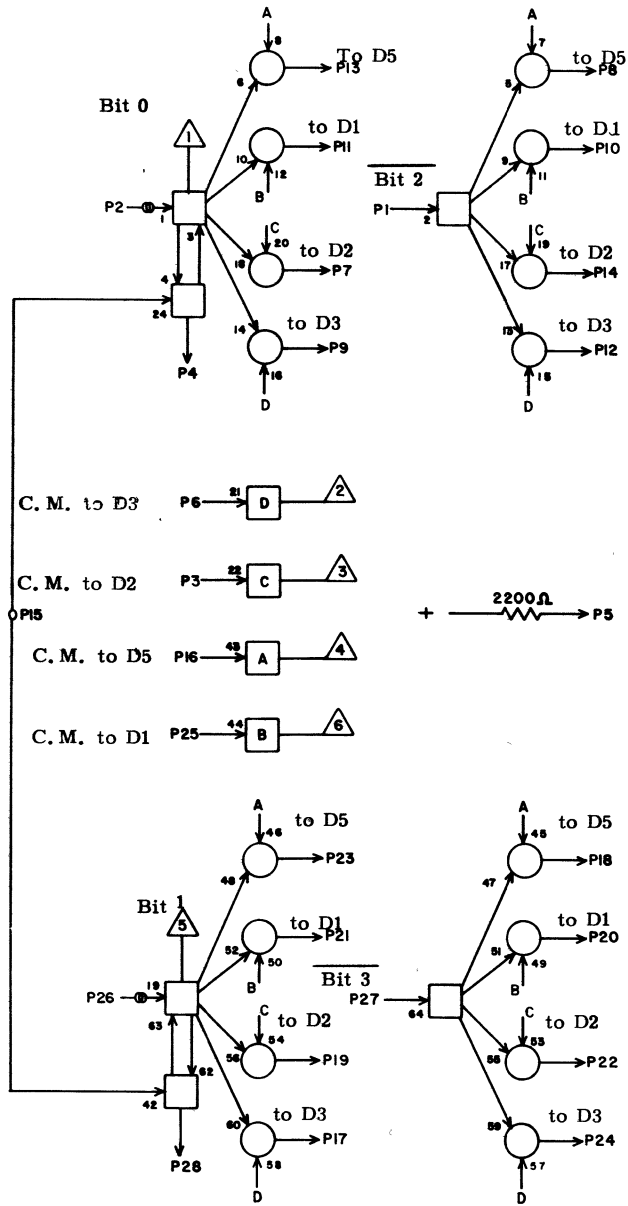 A
8
To D5
6
P13
Bit 0
1
to D1
10
P11
12
B
P2
1
3
C
20
to D2
18
P7
4
24
to D3
14
P9
16
D
P4
A
7
to D5
5
P8
to D.1
9
P10
11
B
Bit 2
P1
2
C
19
to D2
17
P14
to D3
13
P12
15
D
C. M. to D3
P6
21
D
2
C. M. to D2
P3
22
C
3
P15
+
2200Ω
P5
C. M. to D5
P16
43
A
4
C. M. to D1
P25
44
B
6
A
46
to D5
48
P23
Bit 1
5
to D1
52
P21
50
B
P26
19
63
62
C
54
to D2
56
P19
42
to D3
60
P17
58
D
P28
A
45
to D5
47
P18
to D1
51
P20
49
B
Bit 3
P27
64
C
53
to D2
55
P22
to D3
59
P24
57
D